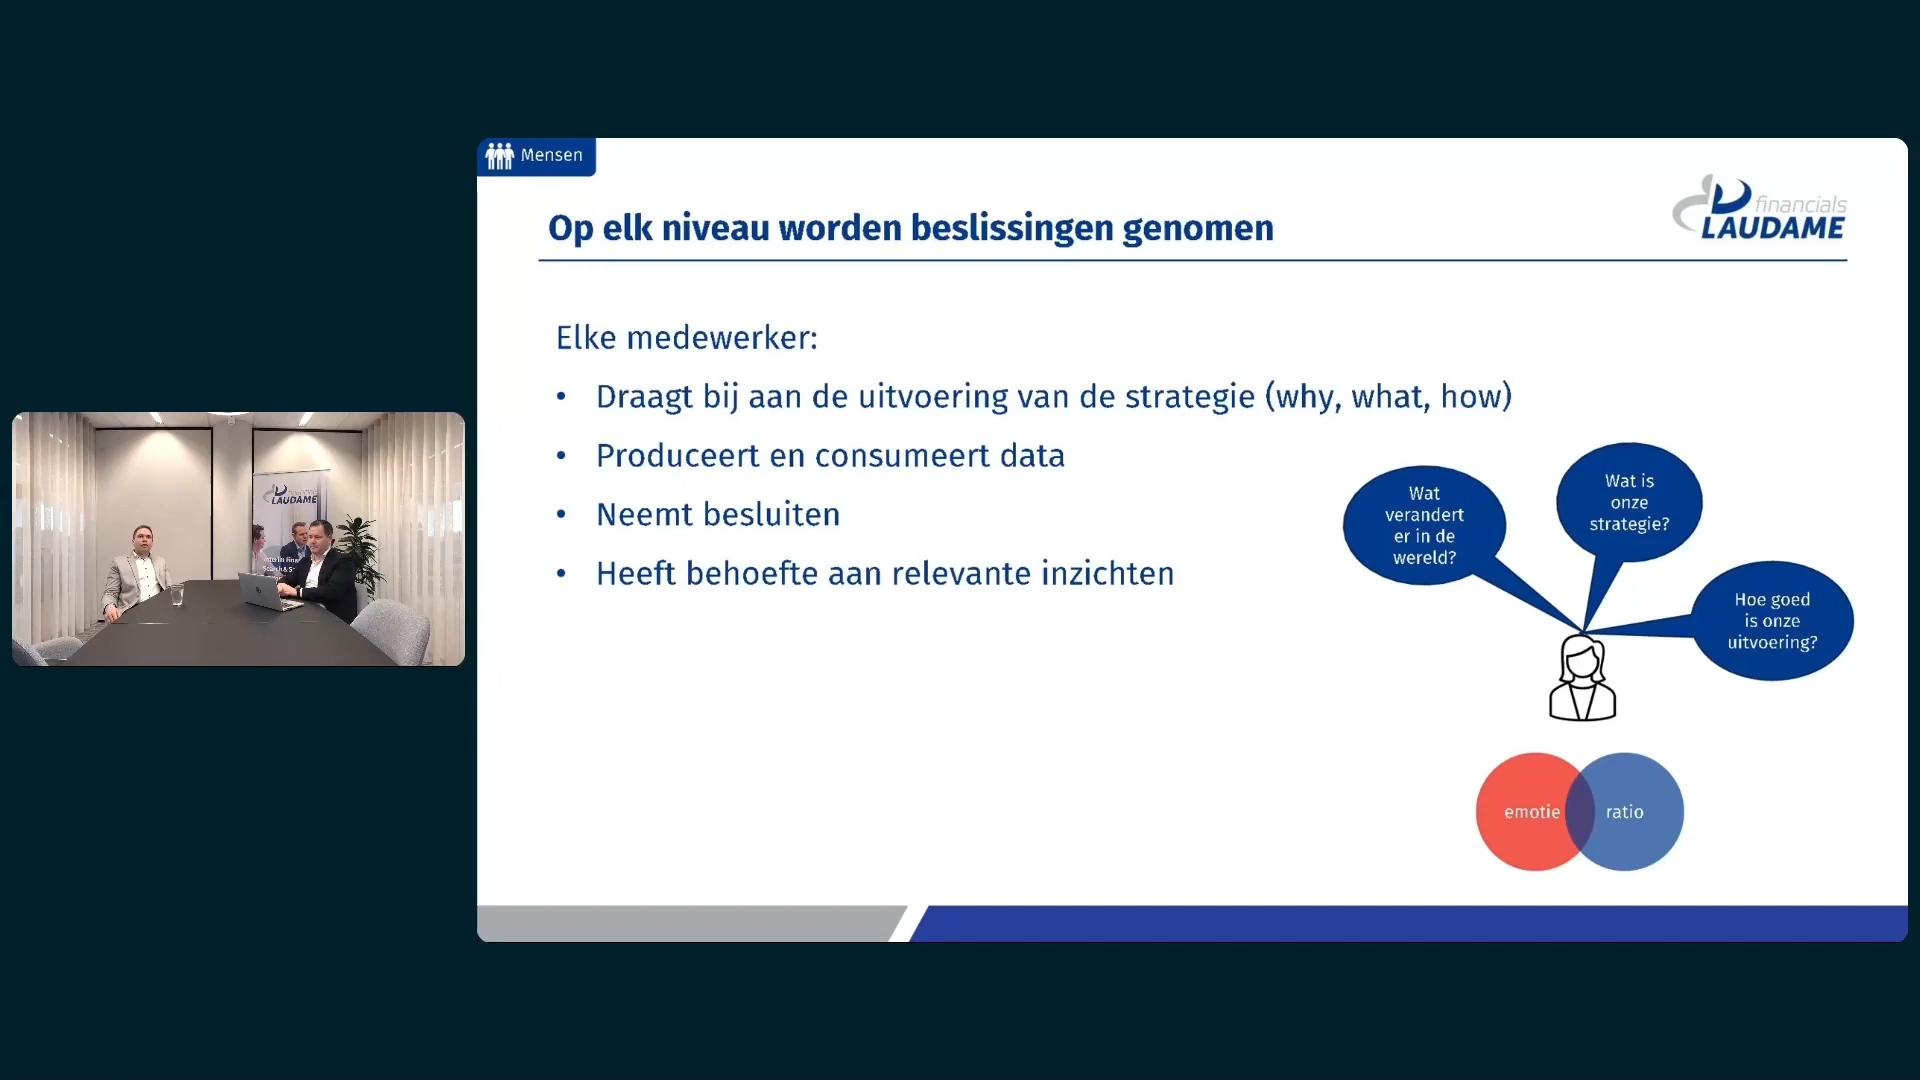 Mensen
financials
LAUDAME
Op elk niveau worden beslissingen genomen
Elke medewerker:
• Draagt bij aan de uitvoering van de strategie (why, what, how)
• Produceert en consumeert data
• Neemt besluiten
• Heeft behoefte aan relevante inzichten
Wat
verandert
er in de
wereld?
Wat is
onze
strategie?
Hoe goed
is onze
uitvoering?
emotie
ratio
LAUDAME